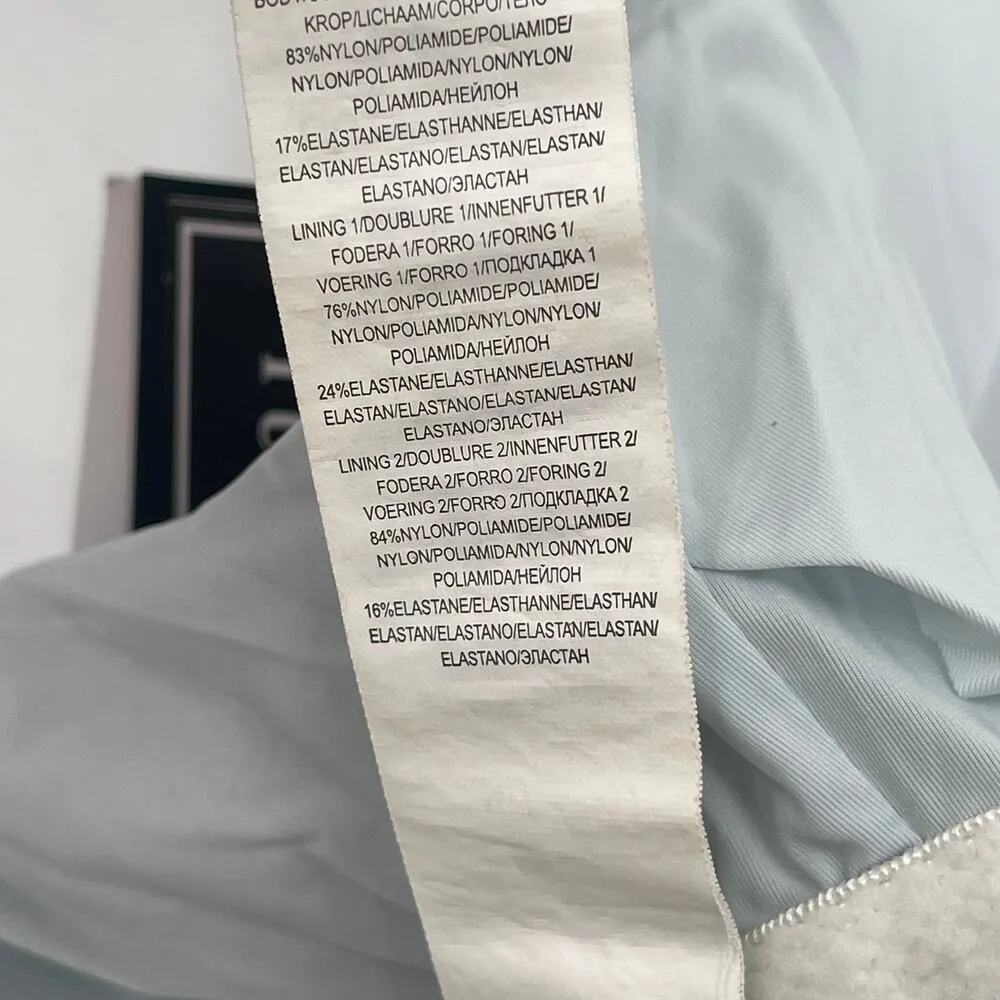 KROP/LICHAAM/CORPO/ТЕЛО
83%NYLON/POLIAMIDE/POLIAMIDE/
NYLON/POLIAMIDA/NYLON/NYLON/
POLIAMIDA/НЕЙЛОН
17%ELASTANE/ELASTHANNE/ELASTHAN/
ELASTAN/ELASTANO/ELASTAN/ELASTAN/
ELASTANO/ЭЛАСТАН
LINING 1/DOUBLURE 1/INNENFUTTER 1/
FODERA 1/FORRO 1/FORING 1/
VOERING 1/FORRO 1/ПОДКЛАДКА 1
76%NYLON/POLIAMIDE/POLIAMIDE/
NYLON/POLIAMIDA/NYLON/NYLON/
POLIAMIDA/НЕЙЛОН
24%ELASTANE/ELASTHANNE/ELASTHAN/
ELASTAN/ELASTANO/ELASTAN/ELASTAN/
ELASTANO/ЭЛАСТАН
LINING 2/DOUBLURE 2/INNENFUTTER 2/
FODERA 2/FORRO 2/FORING 2/
VOERING 2/FORRO 2/ПОДКЛАДКА 2
84%NYLON/POLIAMIDE/POLIAMIDE/
NYLON/POLIAMIDA/NYLON/NYLON/
POLIAMIDA/НЕЙЛОН
16%ELASTANE/ELASTHANNE/ELASTHAN/
ELASTAN/ELASTANO/ELASTAN/ELASTAN/
ELASTANO/ЭЛАСТАН